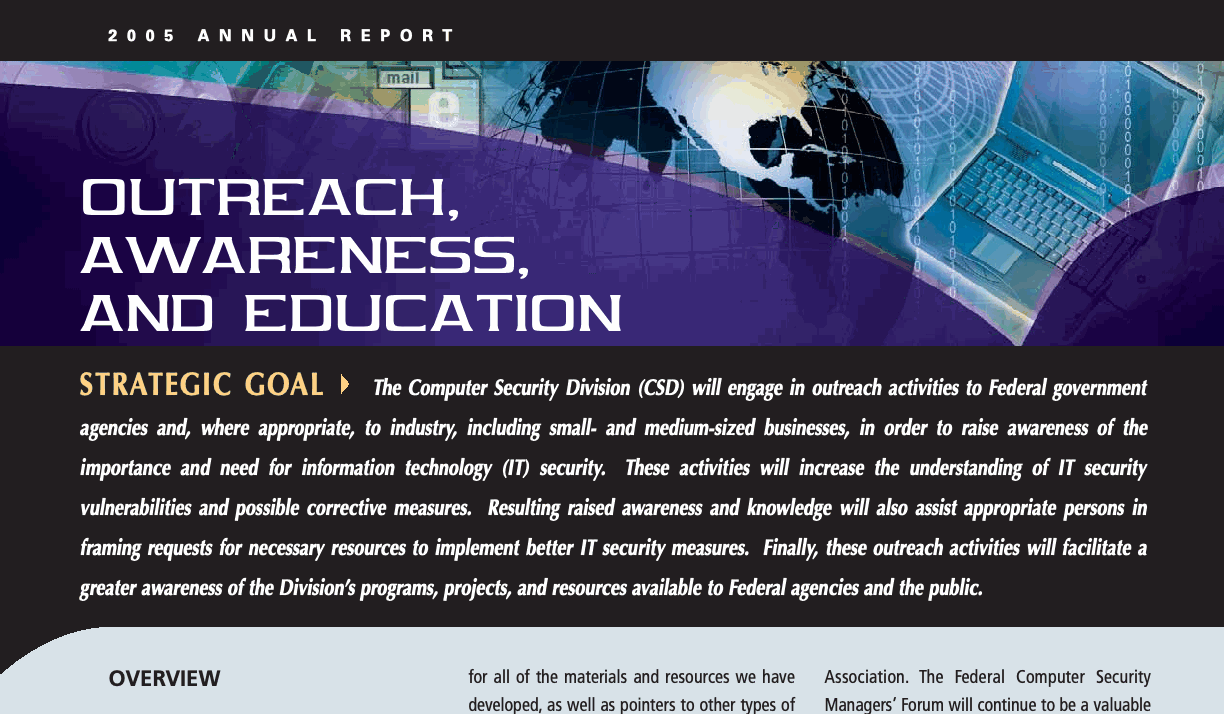 2005 ANNUAL REPORT
mail
e
OUTREACH,
AWARENESS,
AND EDUCATION
STRATEGIC GOAL The Computer Security Division (CSD) will engage in outreach activities to Federal government
agencies and, where appropriate, to industry, including small- and medium-sized businesses, in order to raise awareness of the
importance and need for information technology (IT) security. These activities will increase the understanding of IT security
vulnerabilities and possible corrective measures. Resulting raised awareness and knowledge will also assist appropriate persons in
framing requests for necessary resources to implement better IT security measures. Finally, these outreach activities will facilitate a
greater awareness of the Division’s programs, projects, and resources available to Federal agencies and the public.
OVERVIEW
for all of the materials and resources we have
developed, as well as pointers to other types of
Association. The Federal Computer Security
Managers’ Forum will continue to be a valuable